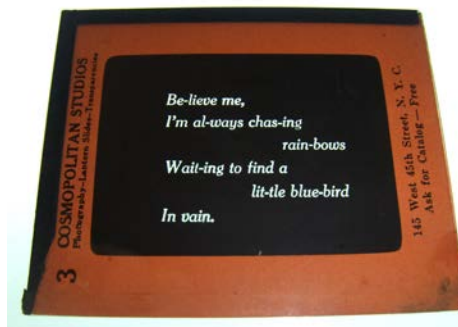 COSMOPOLITAN STUDIOS
Photography—Lantern Slides—Transparencies
3
Be-lieve me,
I'm al-ways chas-ing
rain-bows
Wait-ing to find a
lit-tle blue-bird
In vain.
145 West 45th Street, N. Y. C.
Ask for Catalog — Free